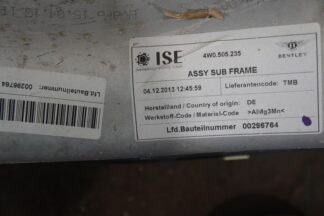 ISE 4W0.505.235
BENTLEY
ASSY SUB FRAME
04.12.2013 12:45:59 Lieferantencode: TMB
Herstelland / Country of origin: DE
Werkstoff-Code / Material-Code >AlMg3Mn<
Lfd.Bauteilnummer 00296764
Lfd.Bauteilnummer:
00296764